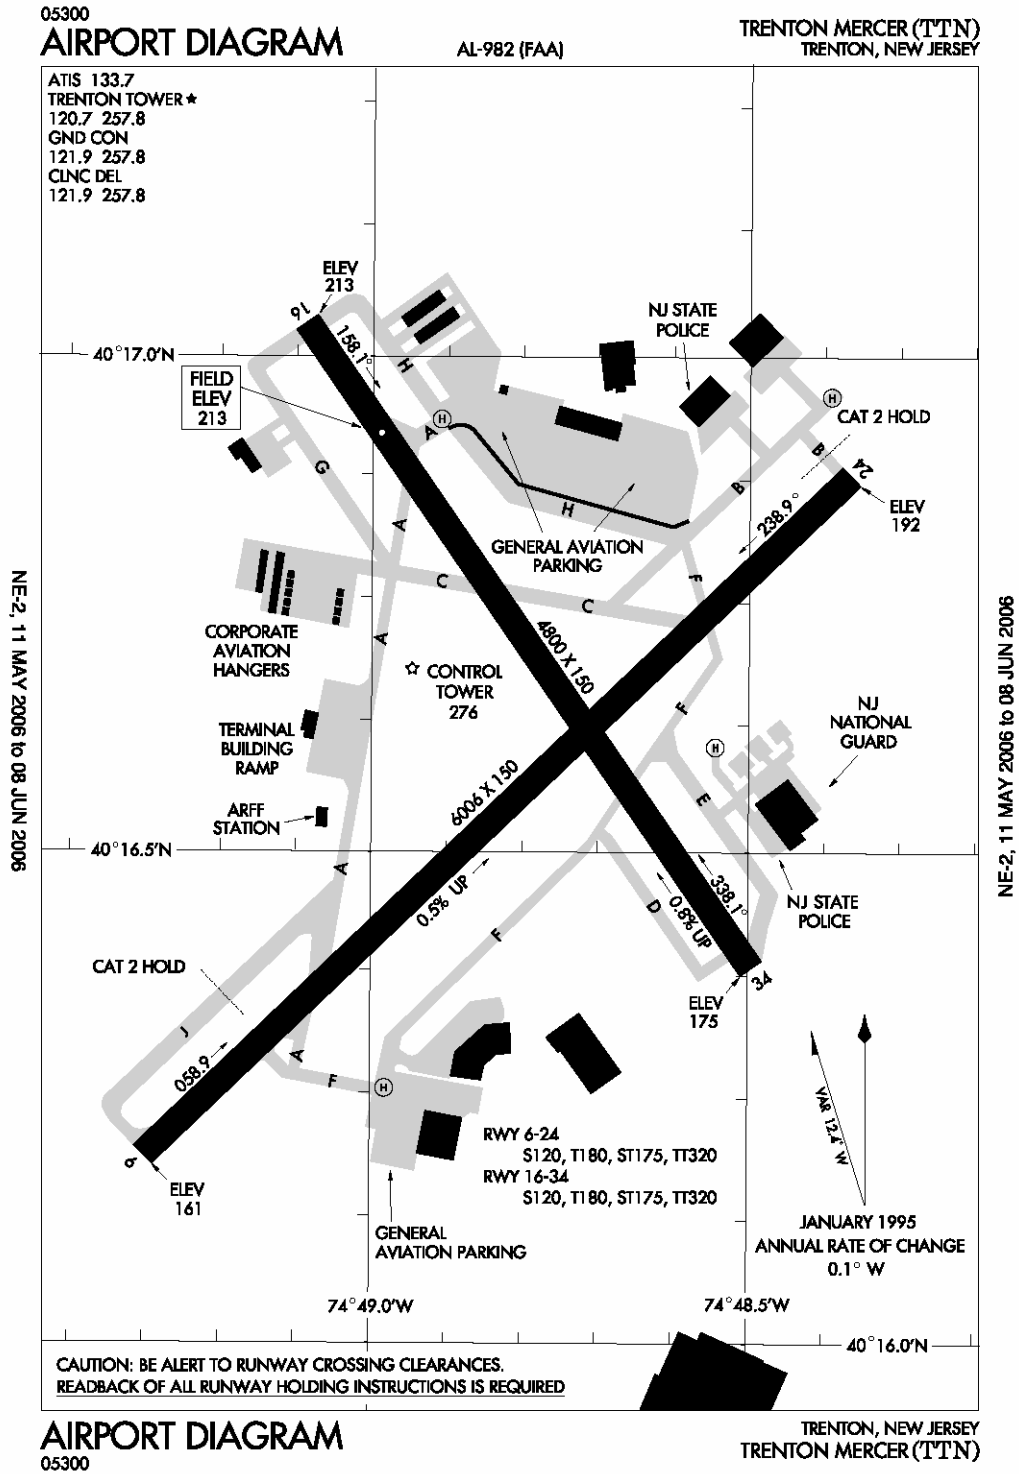 05300
AIRPORT DIAGRAM
AL-982 (FAA)
TRENTON MERCER (TTN)
TRENTON, NEW JERSEY
ATIS 133.7
TRENTON TOWER★
120.7 257.8
GND CON
121.9 257.8
CLNC DEL
121.9 257.8
ELEV
213
16
158.1°
NJ STATE
POLICE
40°17.0'N
FIELD
ELEV
213
H
H
A
H
CAT 2 HOLD
B
24
G
B
ELEV
192
238.9°
H
A
GENERAL AVIATION
PARKING
F
C
C
CORPORATE
AVIATION
HANGERS
A
4800 X 150
CONTROL
TOWER
276
F
NJ
NATIONAL
GUARD
TERMINAL
BUILDING
RAMP
H
6006 X 150
E
ARFF
STATION
40°16.5'N
A
0.5% UP
338.1°
0.8% UP
D
NJ STATE
POLICE
F
CAT 2 HOLD
34
ELEV
175
J
058.9
A
F
H
VAR 12.4° W
RWY 6-24
S120, T180, ST175, TT320
RWY 16-34
S120, T180, ST175, TT320
6
ELEV
161
JANUARY 1995
ANNUAL RATE OF CHANGE
0.1° W
GENERAL
AVIATION PARKING
74°49.0'W
74°48.5'W
40°16.0'N
CAUTION: BE ALERT TO RUNWAY CROSSING CLEARANCES.
READBACK OF ALL RUNWAY HOLDING INSTRUCTIONS IS REQUIRED
NE-2, 11 MAY 2006 to 08 JUN 2006
NE-2, 11 MAY 2006 to 08 JUN 2006
AIRPORT DIAGRAM
05300
TRENTON, NEW JERSEY
TRENTON MERCER (TTN)